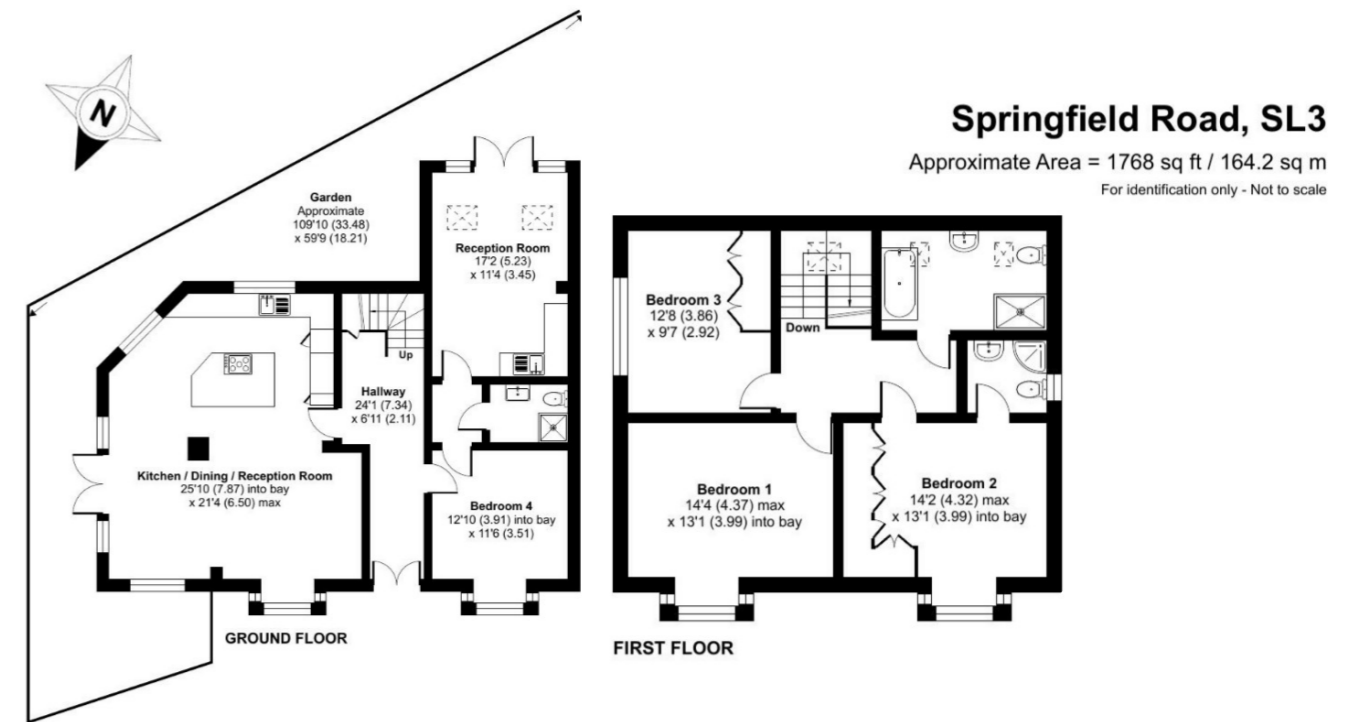 Springfield Road, SL3
Approximate Area = 1768 sq ft / 164.2 sq m
For identification only - Not to scale
N
Garden
Approximate
109'10 (33.48)
x 59'9 (18.21)
Reception Room
17'2 (5.23)
x 11'4 (3.45)
Up
Hallway
24'1 (7.34)
x 6'11 (2.11)
Kitchen / Dining / Reception Room
25'10 (7.87) into bay
x 21'4 (6.50) max
Bedroom 4
12'10 (3.91) into bay
x 11'6 (3.51)
GROUND FLOOR
Bedroom 3
12'8 (3.86)
x 9'7 (2.92)
Down
Bedroom 1
14'4 (4.37) max
x 13'1 (3.99) into bay
Bedroom 2
14'2 (4.32) max
x 13'1 (3.99) into bay
FIRST FLOOR